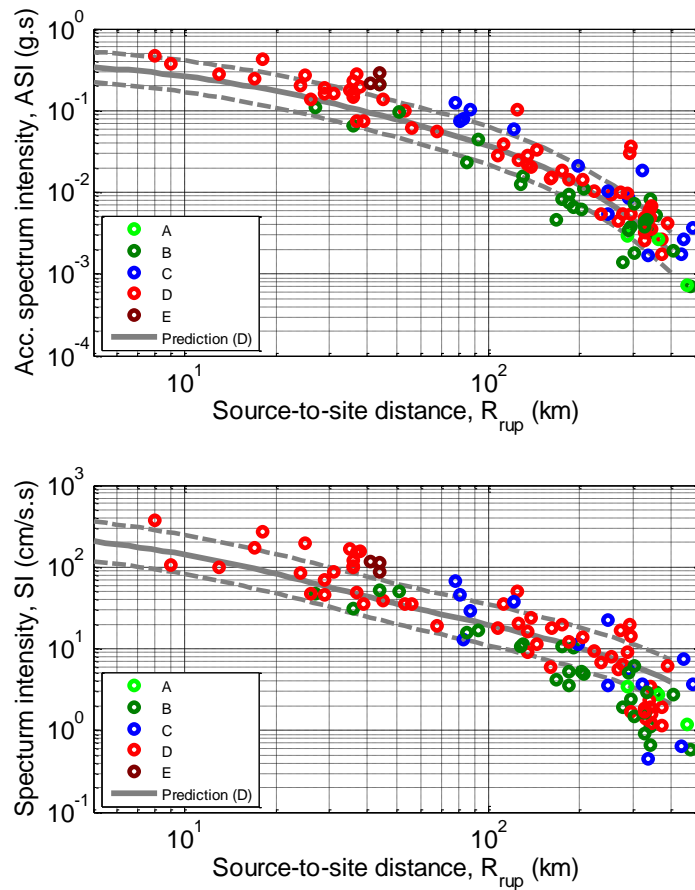 Acc. spectrum intensity, ASI (g.s)
10^0
10^-1
10^-2
10^-3
10^-4
A
B
C
D
E
Prediction (D)
10^1
10^2
Source-to-site distance, R_rup (km)
Specturm intensity, SI (cm/s.s)
10^3
10^2
10^1
10^0
10^-1
A
B
C
D
E
Prediction (D)
10^1
10^2
Source-to-site distance, R_rup (km)